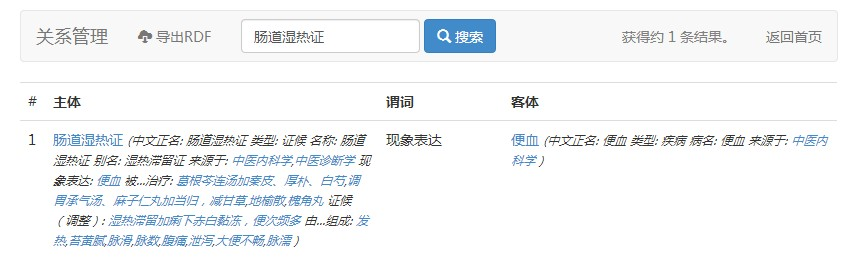 关系管理 导出RDF 肠道湿热证 搜索 获得约 1 条结果。 返回首页
# 主体 谓词 客体
1 肠道湿热证 (中文正名: 肠道湿热证 类型: 证候 名称: 肠道 现象表达 便血 (中文正名: 便血 类型: 疾病 病名: 便血 来源于: 中医内
湿热证 别名: 湿热滞留证 来源于: 中医内科学,中医诊断学 现 科学 )
象表达: 便血 被...治疗: 葛根芩连汤加秦皮、厚朴、白芍,调
胃承气汤、麻子仁丸加当归，减甘草,地榆散,槐角丸 证候
（调整）: 湿热滞留加痢下赤白黏冻，便次频多 由...组成: 发
热,苔黄腻,脉滑,脉数,腹痛,泄泻,大便不畅,脉濡 )